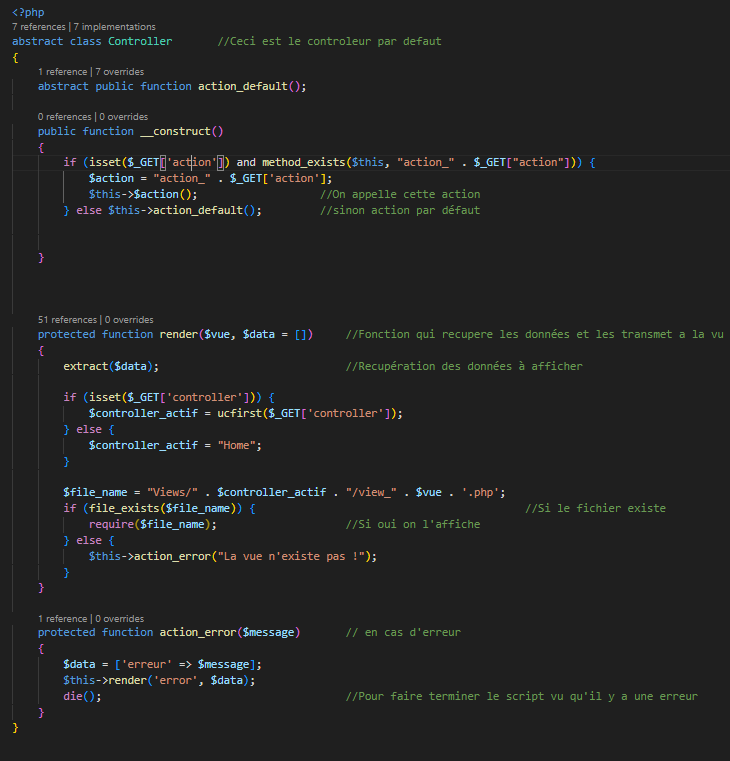 <?php
7 references | 7 implementations
abstract class Controller //Ceci est le controleur par defaut
{
1 reference | 7 overrides
abstract public function action_default();
0 references | 0 overrides
public function __construct()
{
if (isset($_GET['action']) and method_exists($this, "action_" . $_GET["action"])) {
$action = "action_" . $_GET['action'];
$this->$action(); //On appelle cette action
} else $this->action_default(); //sinon action par défaut
}
51 references | 0 overrides
protected function render($vue, $data = []) //Fonction qui recupere les données et les transmet a la vu
{
extract($data); //Recupération des données à afficher
if (isset($_GET['controller'])) {
$controller_actif = ucfirst($_GET['controller']);
} else {
$controller_actif = "Home";
}
$file_name = "Views/" . $controller_actif . "/view_" . $vue . '.php';
if (file_exists($file_name)) { //Si le fichier existe
require($file_name); //Si oui on l'affiche
} else {
$this->action_error("La vue n'existe pas !");
}
}
1 reference | 0 overrides
protected function action_error($message) // en cas d'erreur
{
$data = ['erreur' => $message];
$this->render('error', $data);
die(); //Pour faire terminer le script vu qu'il y a une erreur
}
}